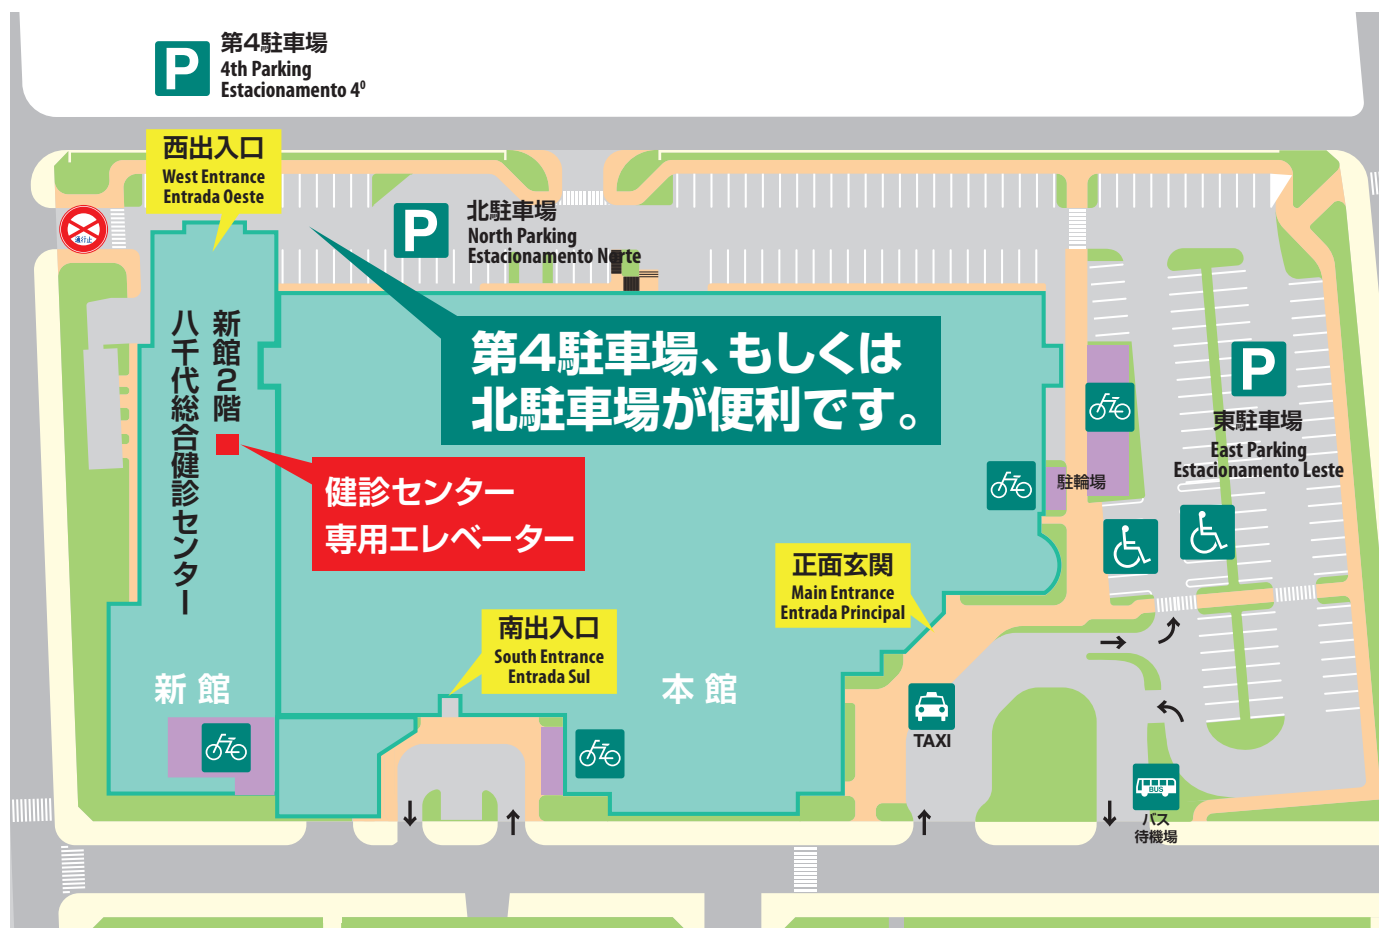 P
第4駐車場
4th Parking
Estacionamento 4⁰
西出入口
West Entrance
Entrada Oeste
通行止
P
北駐車場
North Parking
Estacionamento Norte
第4駐車場、もしくは
北駐車場が便利です。
新館2階
八千代総合健診センター
健診センター
専用エレベーター
P
東駐車場
East Parking
Estacionamento Leste
駐輪場
正面玄関
Main Entrance
Entrada Principal
南出入口
South Entrance
Entrada Sul
新館
本館
TAXI
BUS
バス
待機場